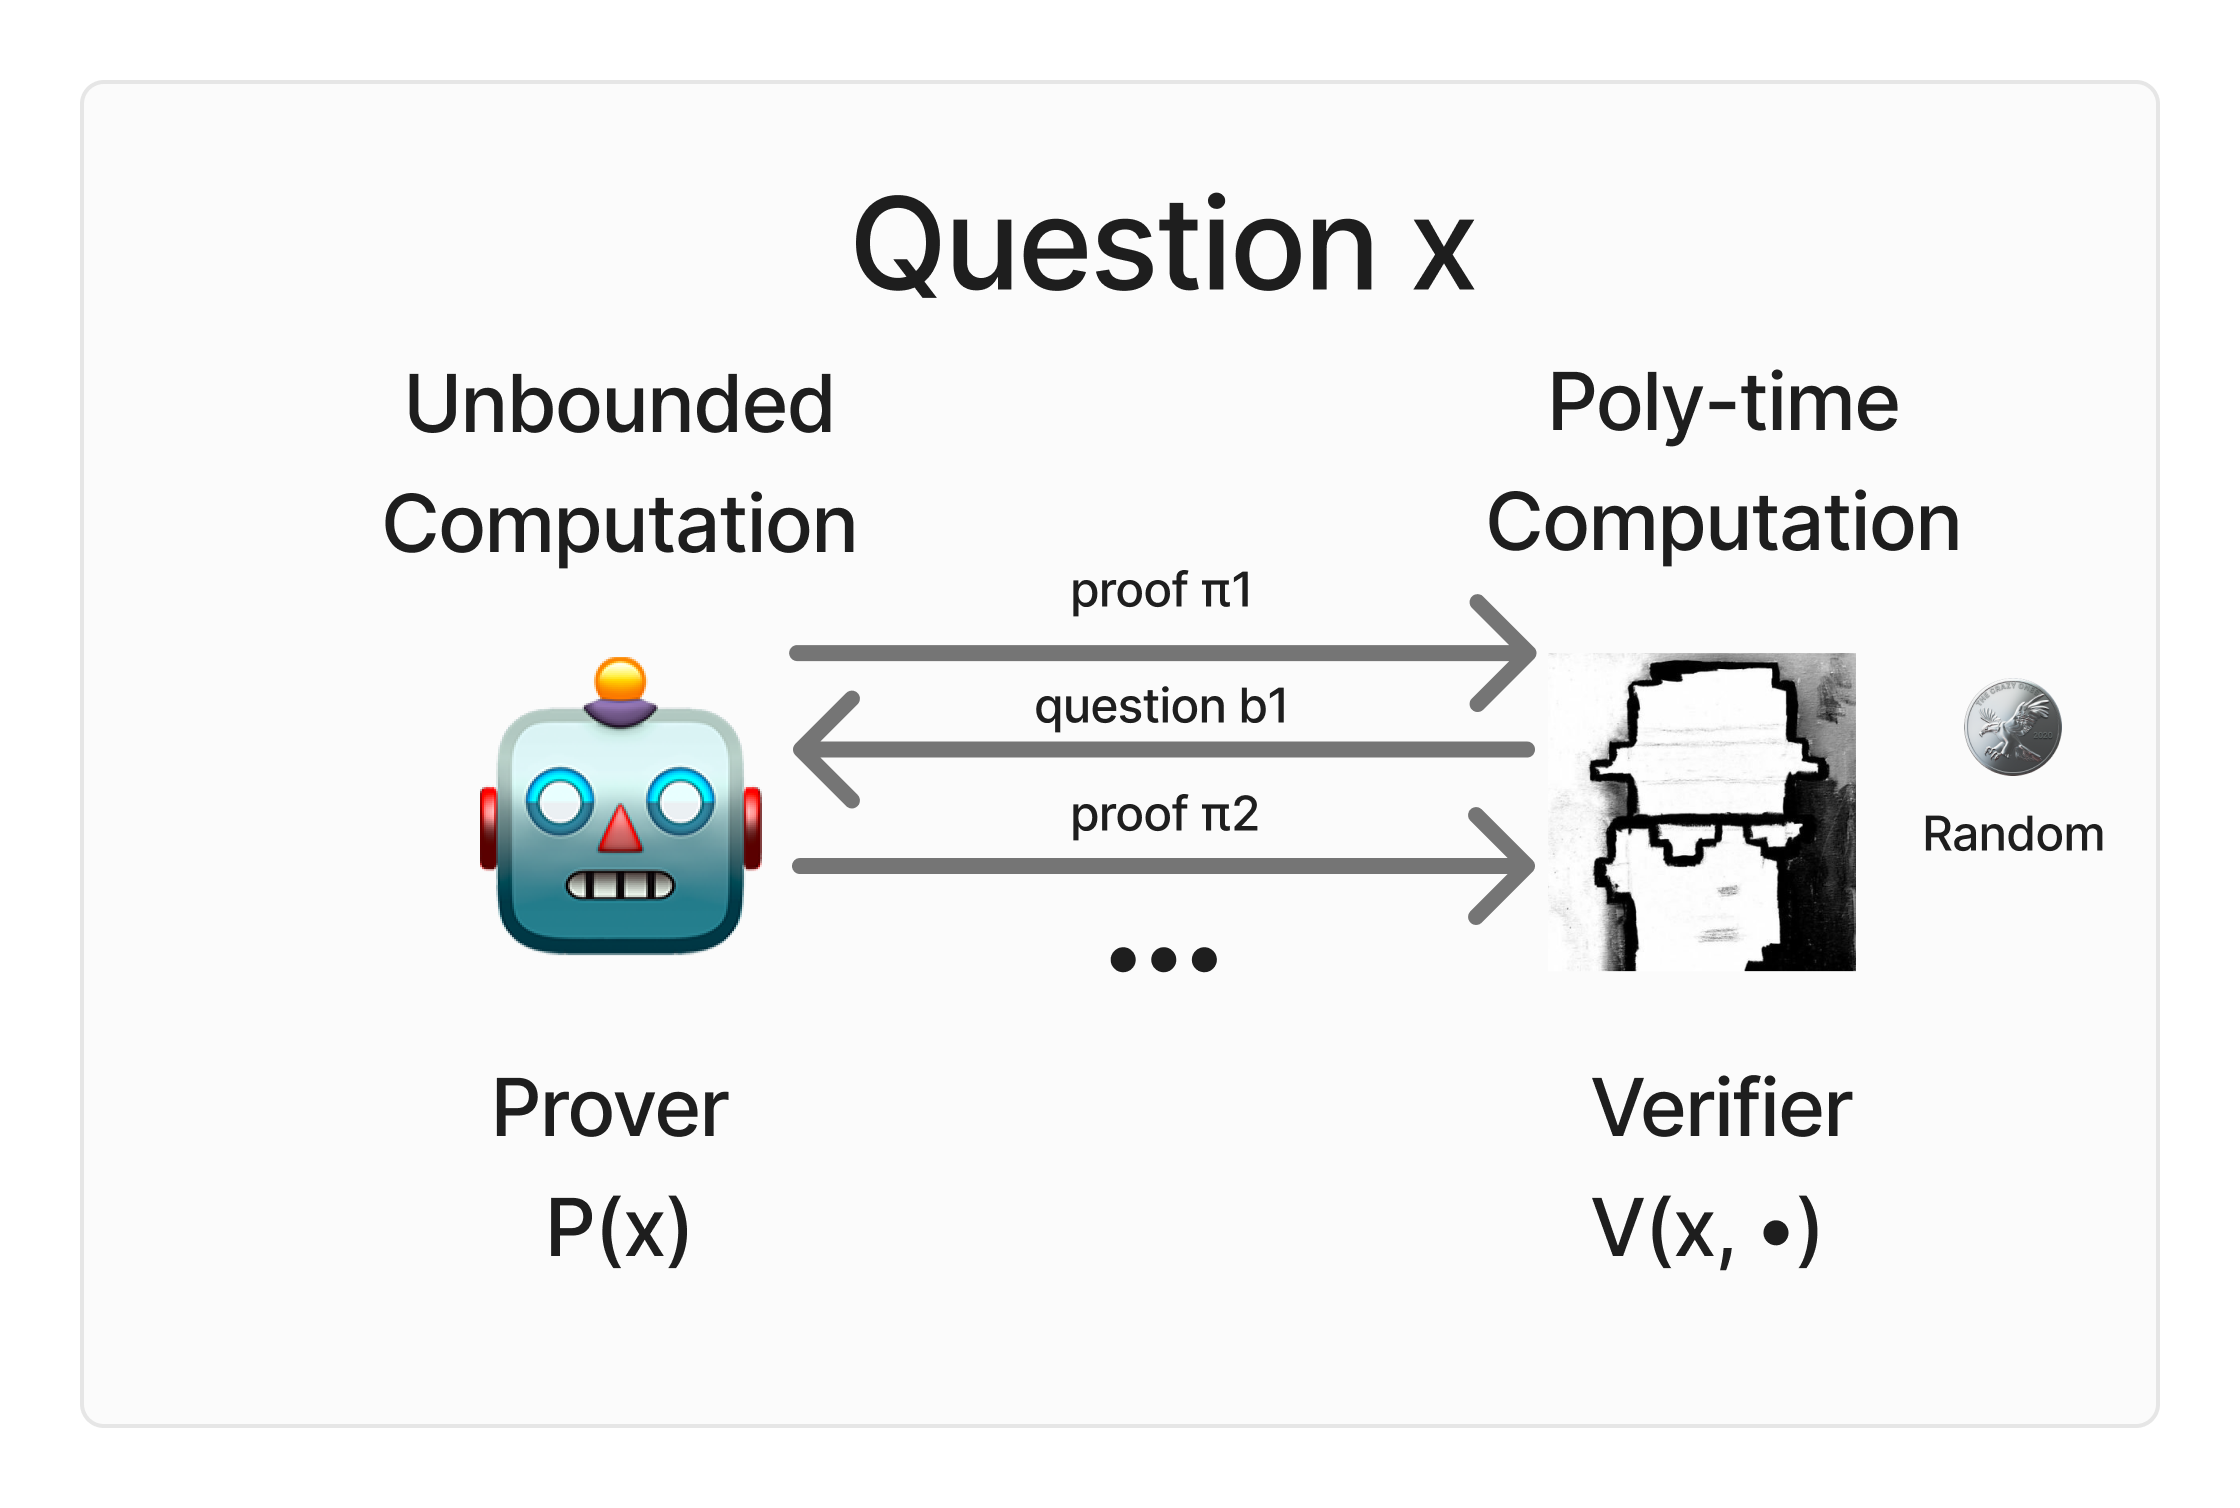 Question x
Unbounded
Computation
Poly-time
Computation
proof π1
question b1
proof π2
•••
Random
Prover
P(x)
Verifier
V(x, •)